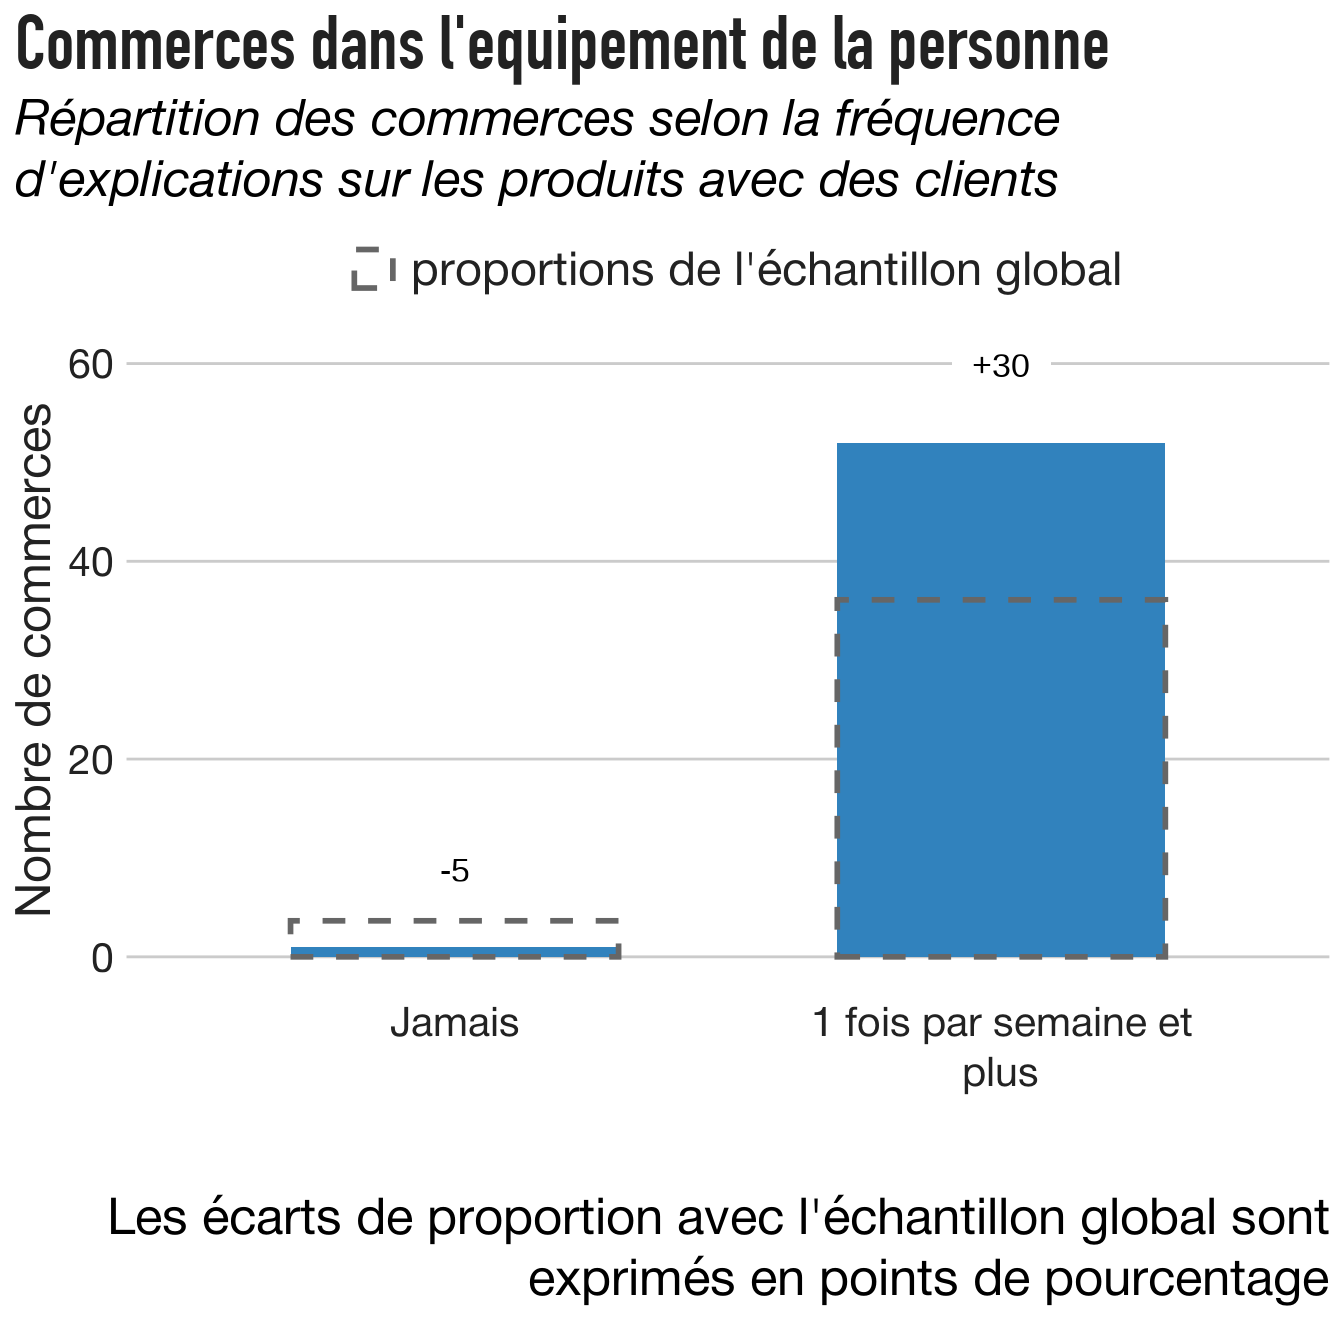 Commerces dans l'equipement de la personne
Répartition des commerces selon la fréquence
d'explications sur les produits avec des clients
proportions de l'échantillon global
Nombre de commerces
60
40
20
0
+30
-5
Jamais
1 fois par semaine et
plus
Les écarts de proportion avec l'échantillon global sont
exprimés en points de pourcentage